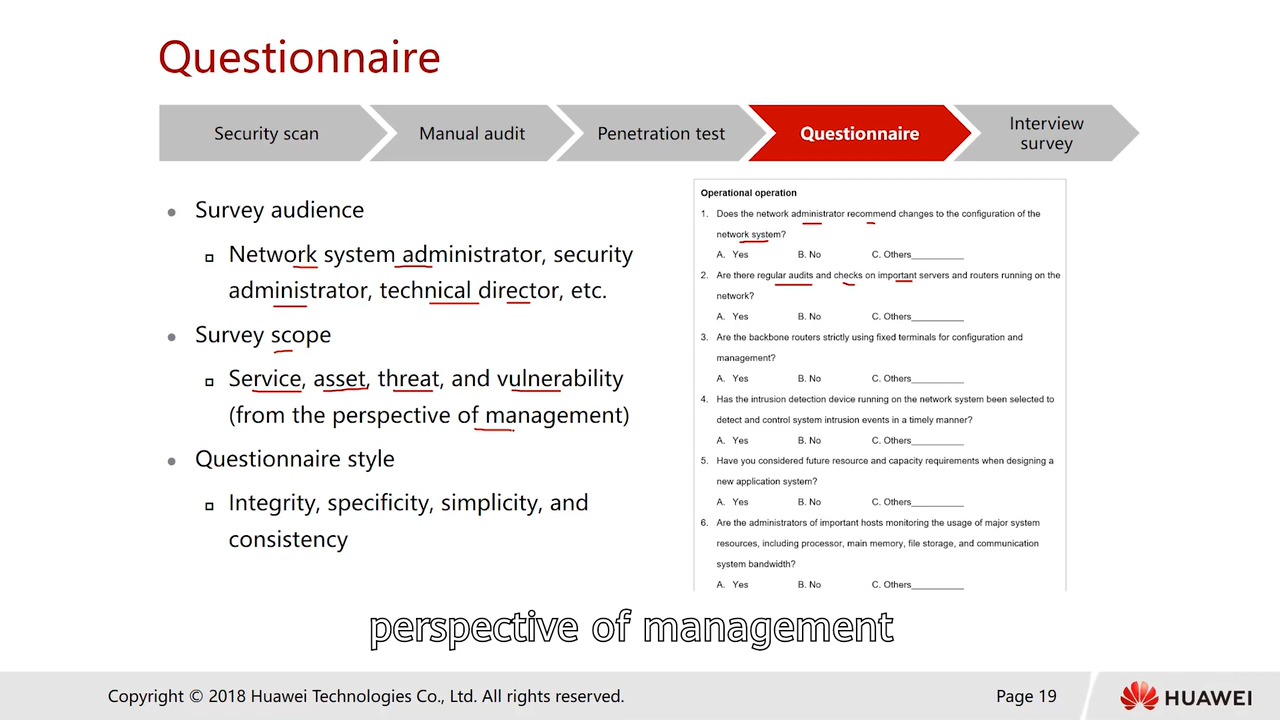 Questionnaire
Security scan
Manual audit
Penetration test
Questionnaire
Interview
survey
Survey audience
Network system administrator, security
administrator, technical director, etc.
Survey scope
Service, asset, threat, and vulnerability
(from the perspective of management)
Questionnaire style
Integrity, specificity, simplicity, and
consistency
Operational operation
1. Does the network administrator recommend changes to the configuration of the
network system?
A. Yes B. No C. Others__________
2. Are there regular audits and checks on important servers and routers running on the
network?
A. Yes B. No C. Others__________
3. Are the backbone routers strictly using fixed terminals for configuration and
management?
A. Yes B. No C. Others__________
4. Has the intrusion detection device running on the network system been selected to
detect and control system intrusion events in a timely manner?
A. Yes B. No C. Others__________
5. Have you considered future resource and capacity requirements when designing a
new application system?
A. Yes B. No C. Others__________
6. Are the administrators of important hosts monitoring the usage of major system
resources, including processor, main memory, file storage, and communication
system bandwidth?
A. Yes B. No C. Others__________
perspective of management
Copyright © 2018 Huawei Technologies Co., Ltd. All rights reserved.
Page 19
HUAWEI